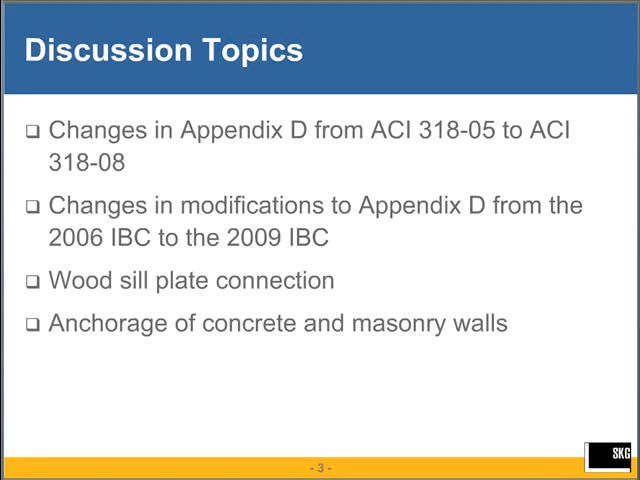 Discussion Topics
Changes in Appendix D from ACI 318-05 to ACI
318-08
Changes in modifications to Appendix D from the
2006 IBC to the 2009 IBC
Wood sill plate connection
Anchorage of concrete and masonry walls
- 3 -
SKG